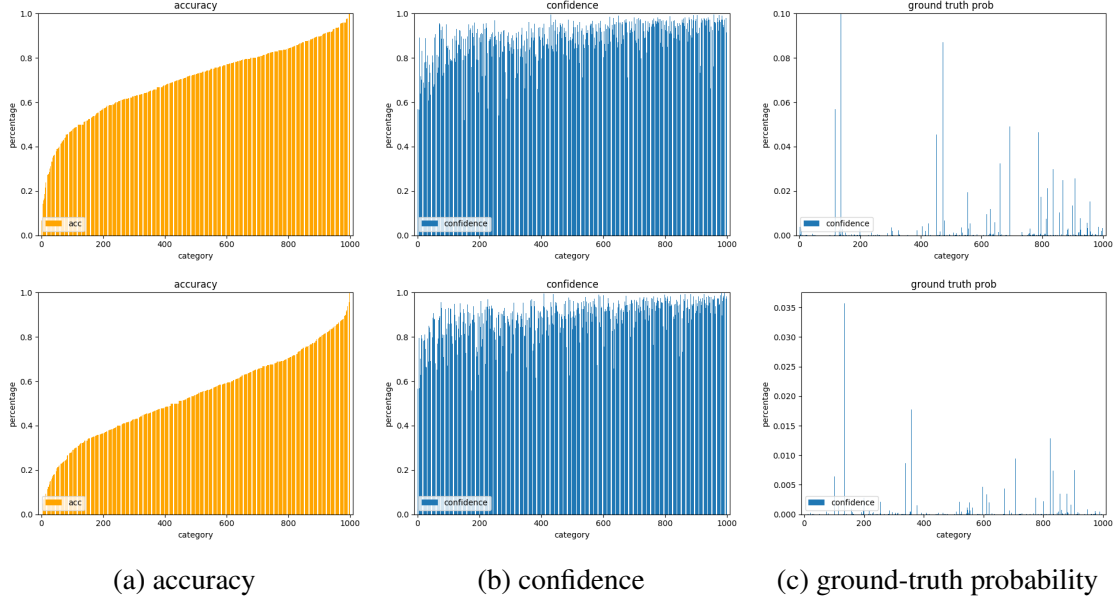 accuracy
1.0
0.8
0.6
0.4
0.2
0.0
percentage
acc
0 200 400 600 800 1000
category
confidence
1.0
0.8
0.6
0.4
0.2
0.0
percentage
confidence
0 200 400 600 800 1000
category
ground truth prob
0.10
0.08
0.06
0.04
0.02
0.00
percentage
confidence
0 200 400 600 800 1000
category
accuracy
1.0
0.8
0.6
0.4
0.2
0.0
percentage
acc
0 200 400 600 800 1000
category
confidence
1.0
0.8
0.6
0.4
0.2
0.0
percentage
confidence
0 200 400 600 800 1000
category
ground truth prob
0.035
0.030
0.025
0.020
0.015
0.010
0.005
0.000
percentage
confidence
0 200 400 600 800 1000
category
(a) accuracy
(b) confidence
(c) ground-truth probability